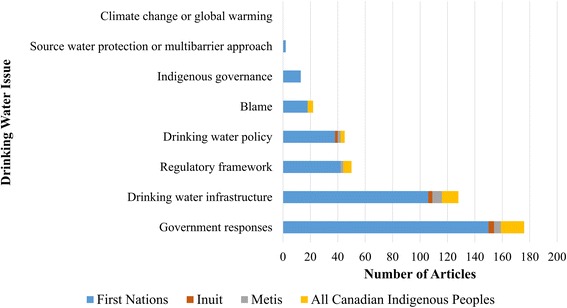 Drinking Water Issue
Climate change or global warming
Source water protection or multibarrier approach
Indigenous governance
Blame
Drinking water policy
Regulatory framework
Drinking water infrastructure
Government responses
0 20 40 60 80 100 120 140 160 180 200
Number of Articles
First Nations Inuit Metis All Canadian Indigenous Peoples